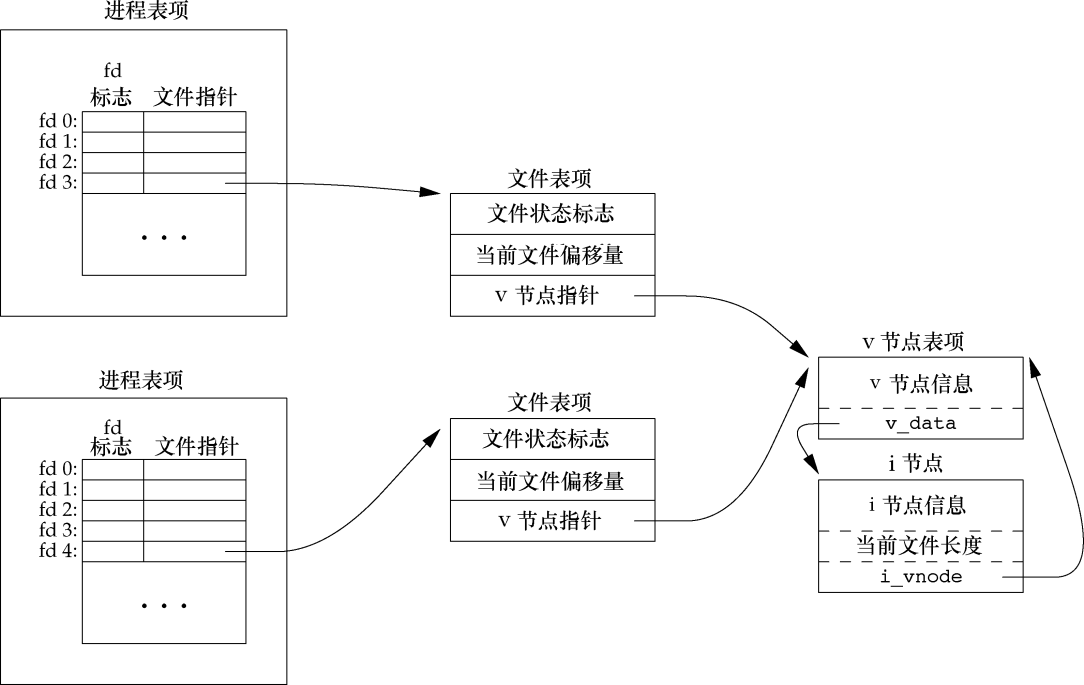 进程表项
fd
标志 文件指针
fd 0:
fd 1:
fd 2:
fd 3:
· · ·
文件表项
文件状态标志
当前文件偏移量
v 节点指针
v 节点表项
v 节点信息
v_data
i 节点
i 节点信息
当前文件长度
i_vnode
进程表项
fd
标志 文件指针
fd 0:
fd 1:
fd 2:
fd 3:
fd 4:
· · ·
文件表项
文件状态标志
当前文件偏移量
v 节点指针